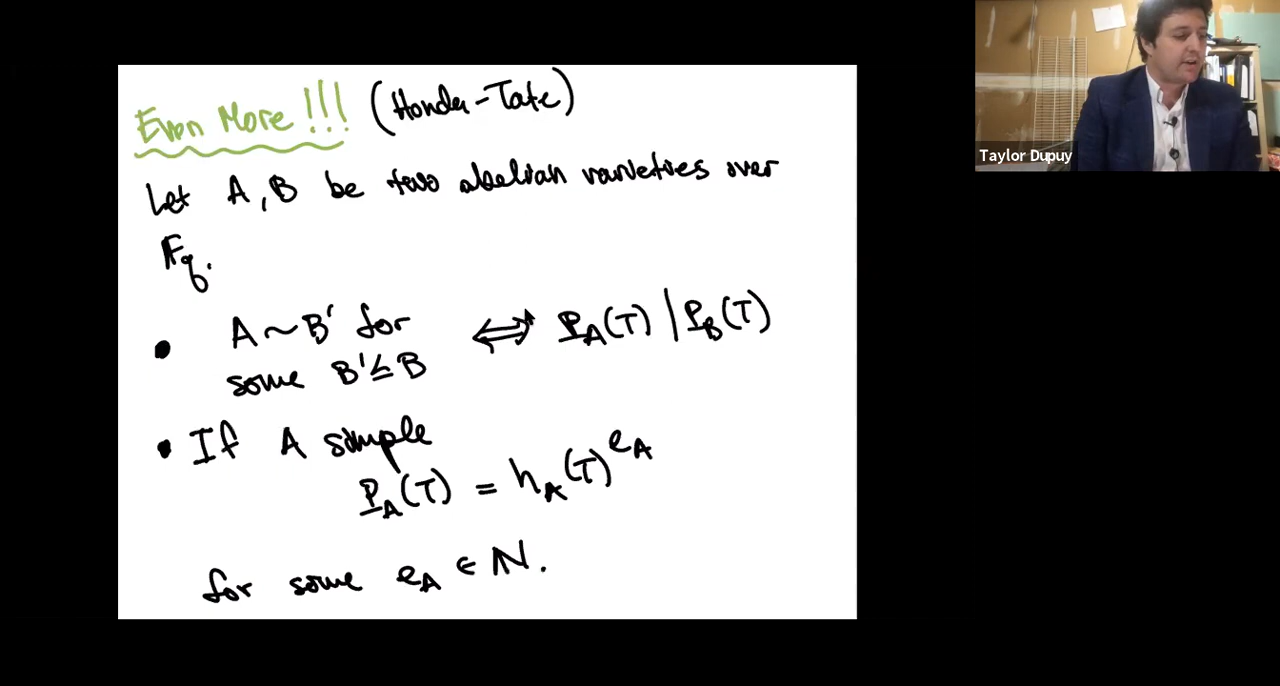 Even More!!! (Honda-Tate)
Let A, B be two abelian varieties over
𝔽q.
• A ~ B' for ⟺ P_A(T) | P_B(T)
some B' ≤ B
• If A simple
P_A(T) = h_A(T)^{e_A}
for some e_A ∈ ℕ.
Taylor Dupuy